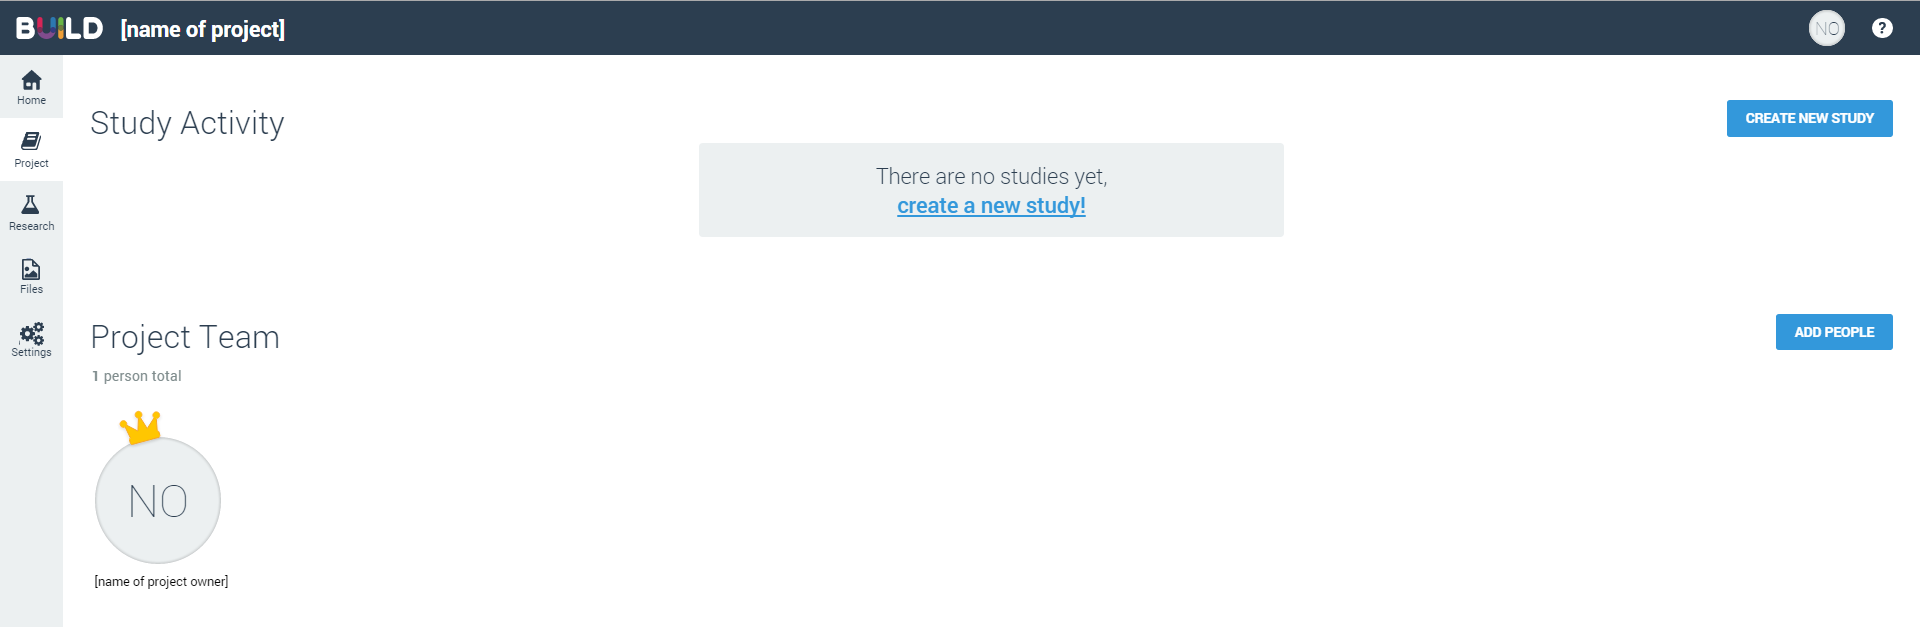 BUILD [name of project] NO ?
Home
Project
Research
Files
Settings
Study Activity
CREATE NEW STUDY
There are no studies yet,
create a new study!
Project Team
ADD PEOPLE
1 person total
NO
[name of project owner]